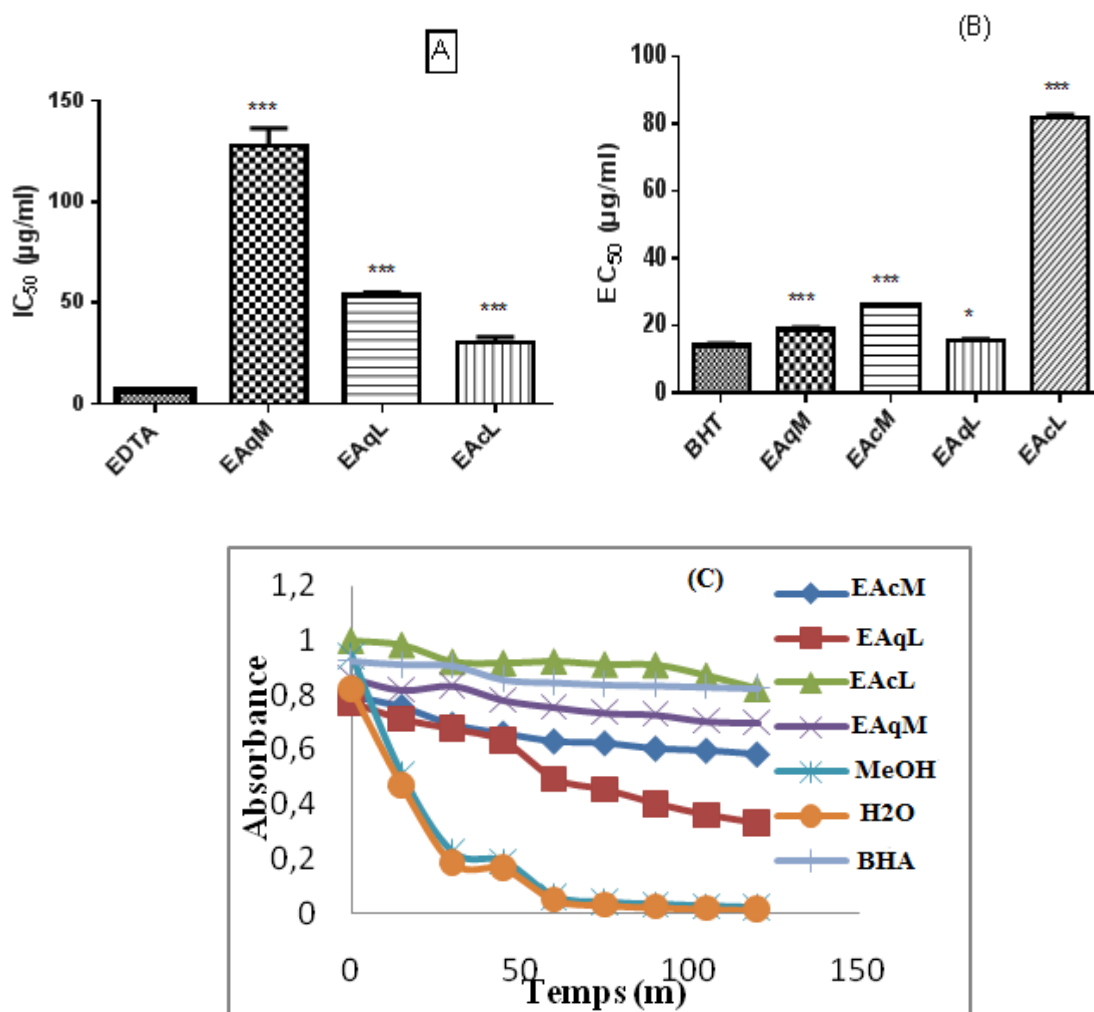 A
IC50 (µg/ml)
150
100
50
0
***
***
***
EDTA
EAqM
EAqL
EAcL
(B)
E C50 (µg/ml)
100
80
60
40
20
0
***
***
*
***
BHT
EAqM
EAcM
EAqL
EAcL
(C)
Absorbance
1,2
1
0,8
0,6
0,4
0,2
0
0
50
100
150
Temps (m)
EAcM
EAqL
EAcL
EAqM
MeOH
H2O
BHA